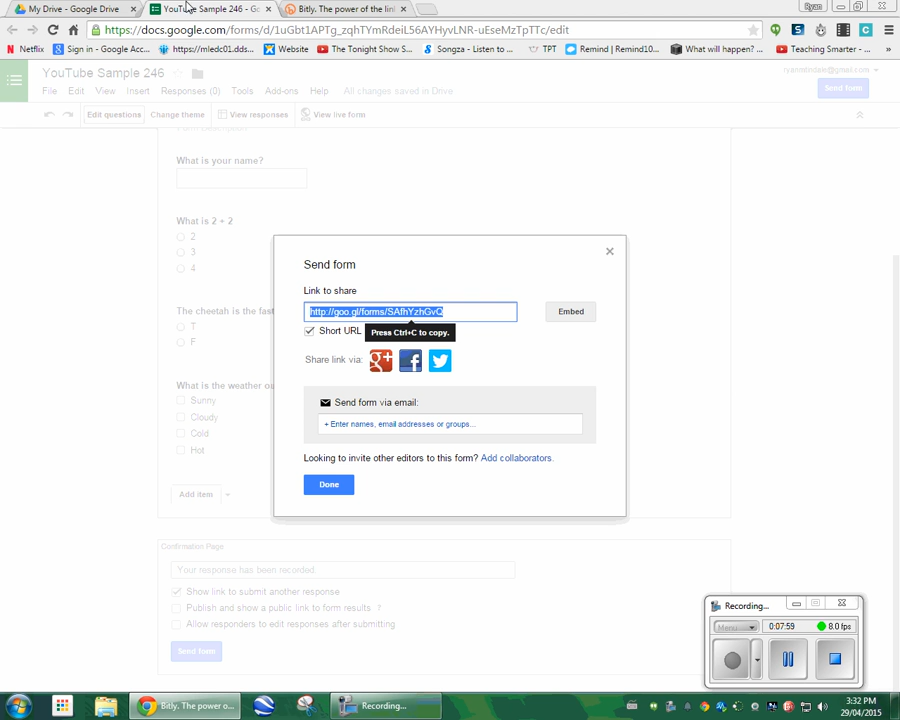 My Drive - Google Drive
YouTube Sample 246 - Go
Bitly. The power of the lin
Ryan
https://docs.google.com/forms/d/1uGbt1APTg_zqhTYmRdeiL56AYHyvLNR-uEseMzTpTTc/edit
Netflix
Sign in - Google Acc...
https://mledc01.dds...
Website
The Tonight Show S...
Songza - Listen to ...
TPT
Remind | Remind10...
What will happen? ...
Teaching Smarter - ...
YouTube Sample 246
File Edit View Insert Responses (0) Tools Add-ons Help All changes saved in Drive
Send form
Edit questions Change theme View responses View live form
Form Description
What is your name?
What is 2 + 2
2
3
4
The cheetah is the fast
T
F
What is the weather ou
Sunny
Cloudy
Cold
Hot
Add item
Send form
Link to share
http://goo.gl/forms/SAfhYzhGvQ
Embed
Short URL
Press Ctrl+C to copy.
Share link via:
Send form via email:
+ Enter names, email addresses or groups...
Looking to invite other editors to this form? Add collaborators.
Done
Confirmation Page
Your response has been recorded.
Show link to submit another response
Publish and show a public link to form results ?
Allow responders to edit responses after submitting
Send form
Recording...
Menu...
0:07:59
8.0 fps
Bitly. The power o...
Recording...
3:32 PM
29/04/2015